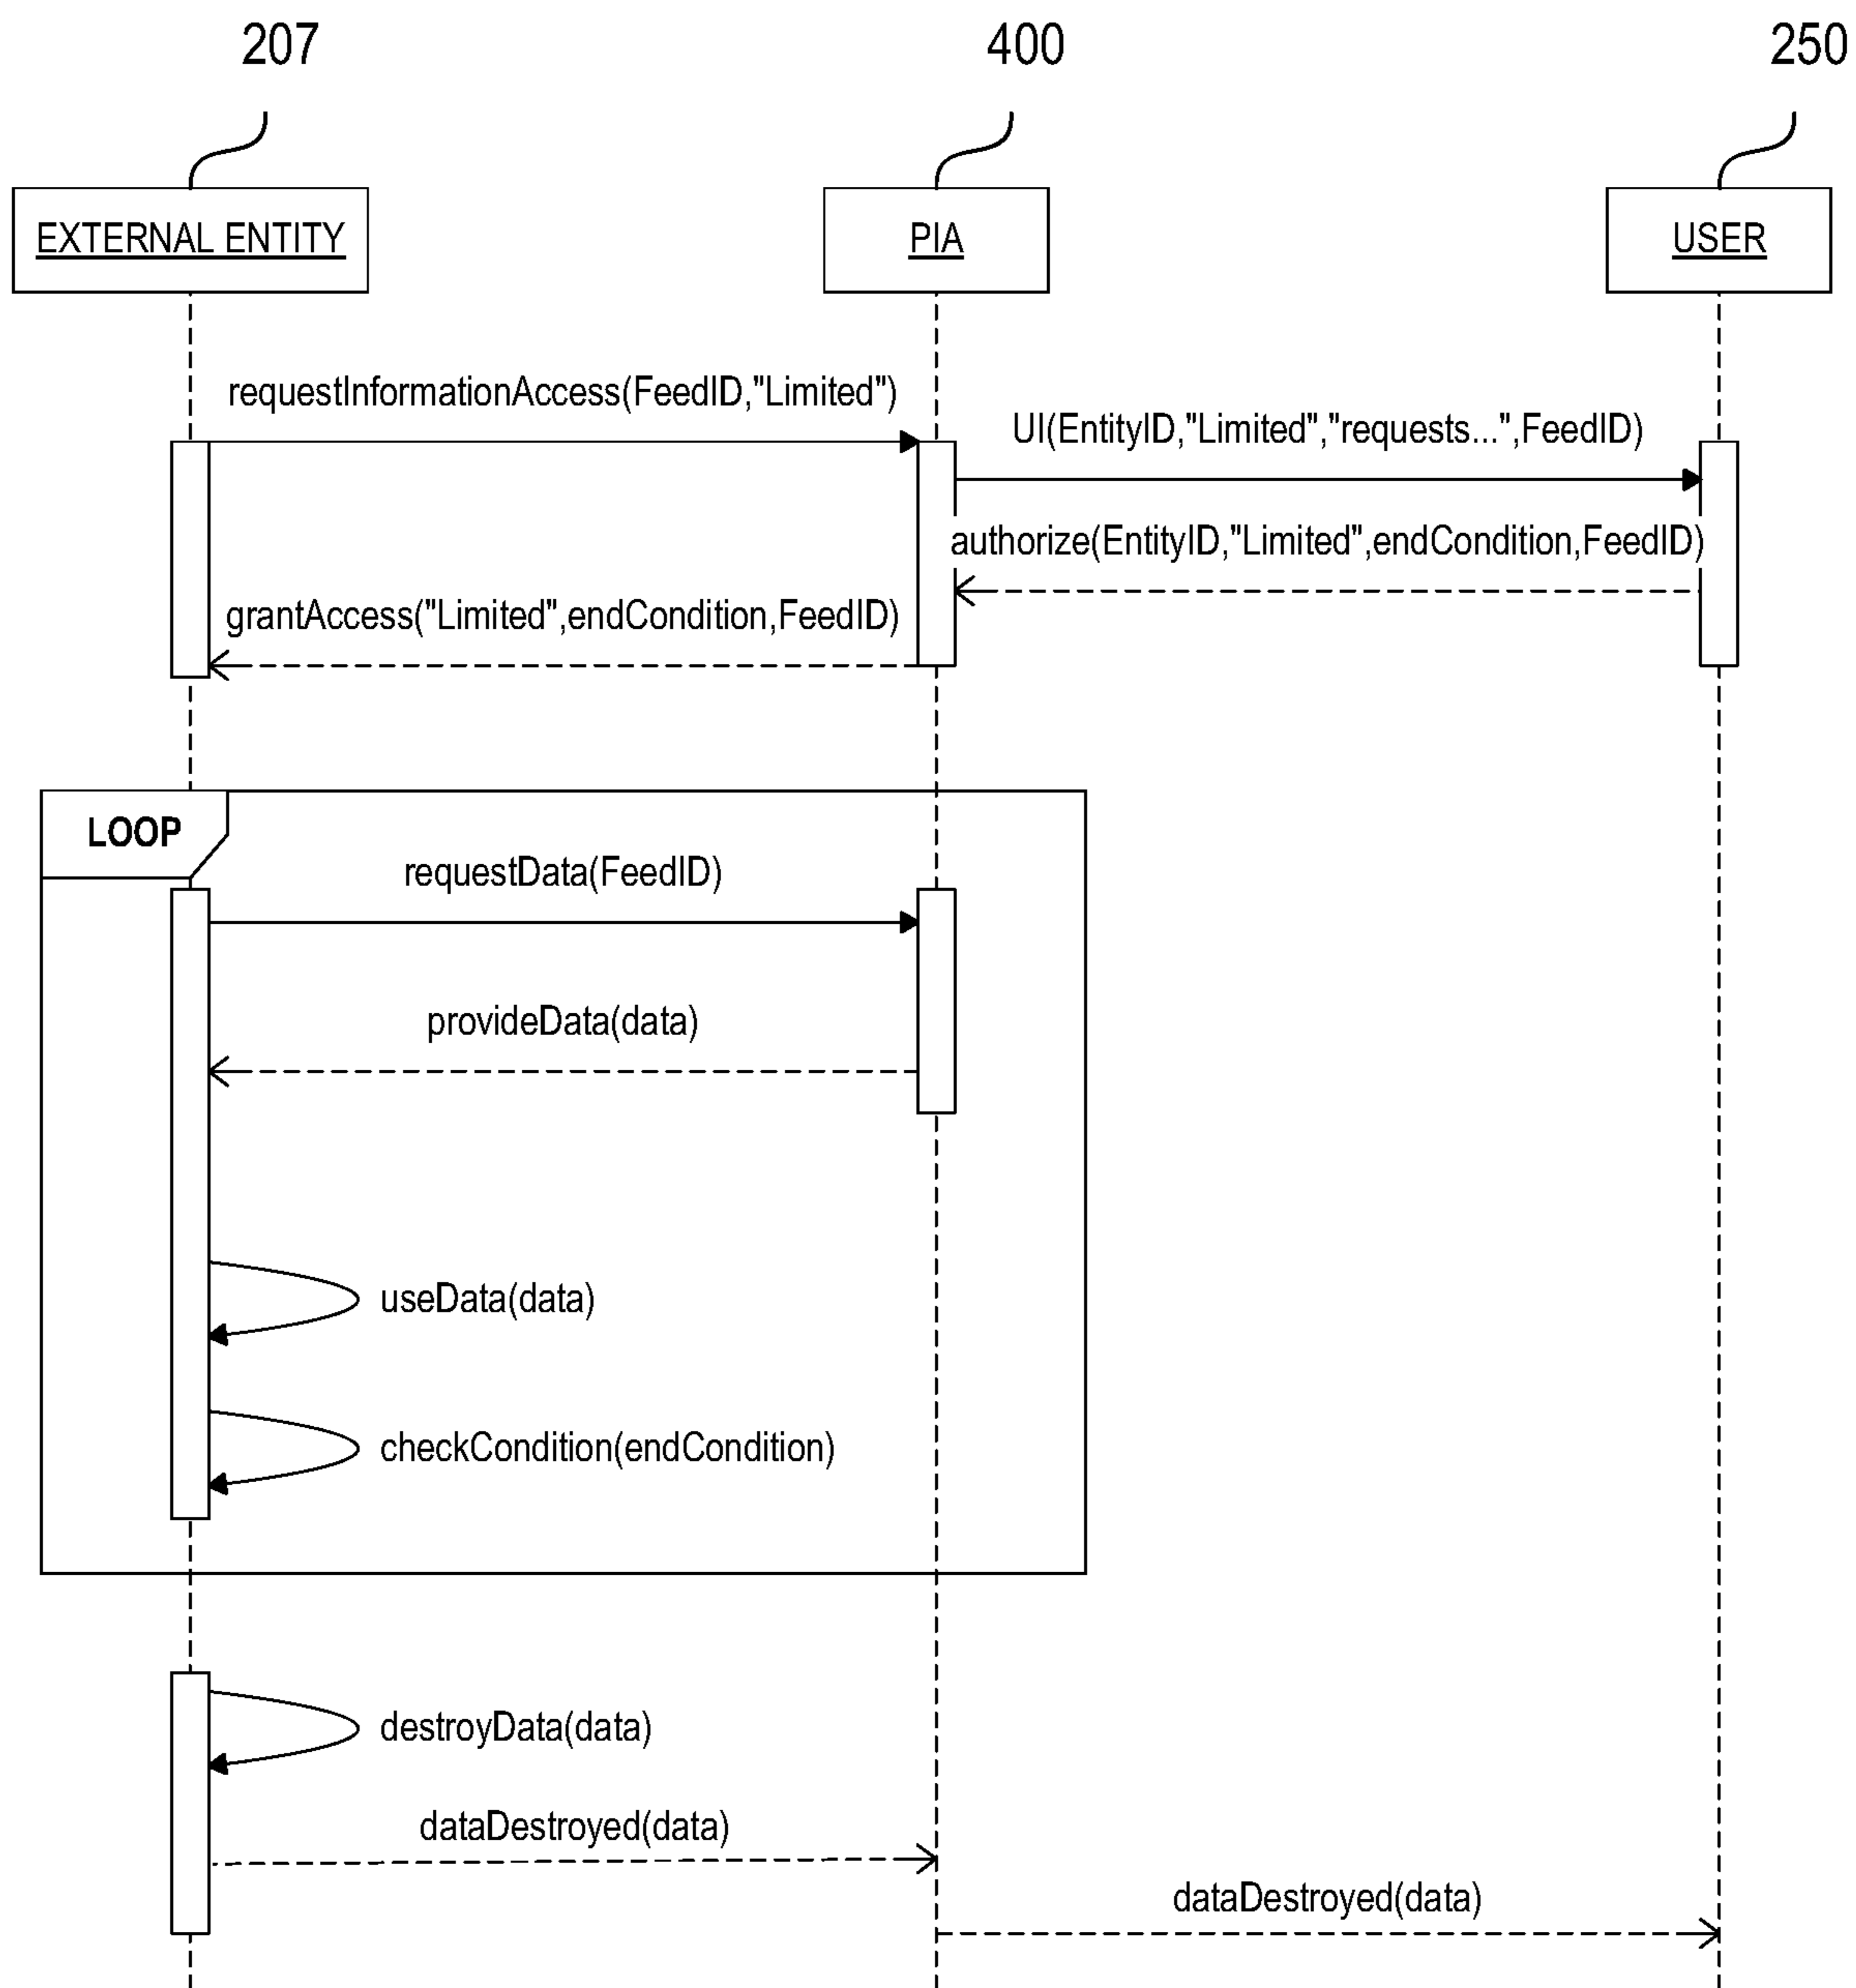 207
400
250
EXTERNAL ENTITY
PIA
USER
requestInformationAccess(FeedID,"Limited")
UI(EntityID,"Limited","requests...",FeedID)
authorize(EntityID,"Limited",endCondition,FeedID)
grantAccess("Limited",endCondition,FeedID)
LOOP
requestData(FeedID)
provideData(data)
useData(data)
checkCondition(endCondition)
destroyData(data)
dataDestroyed(data)
dataDestroyed(data)